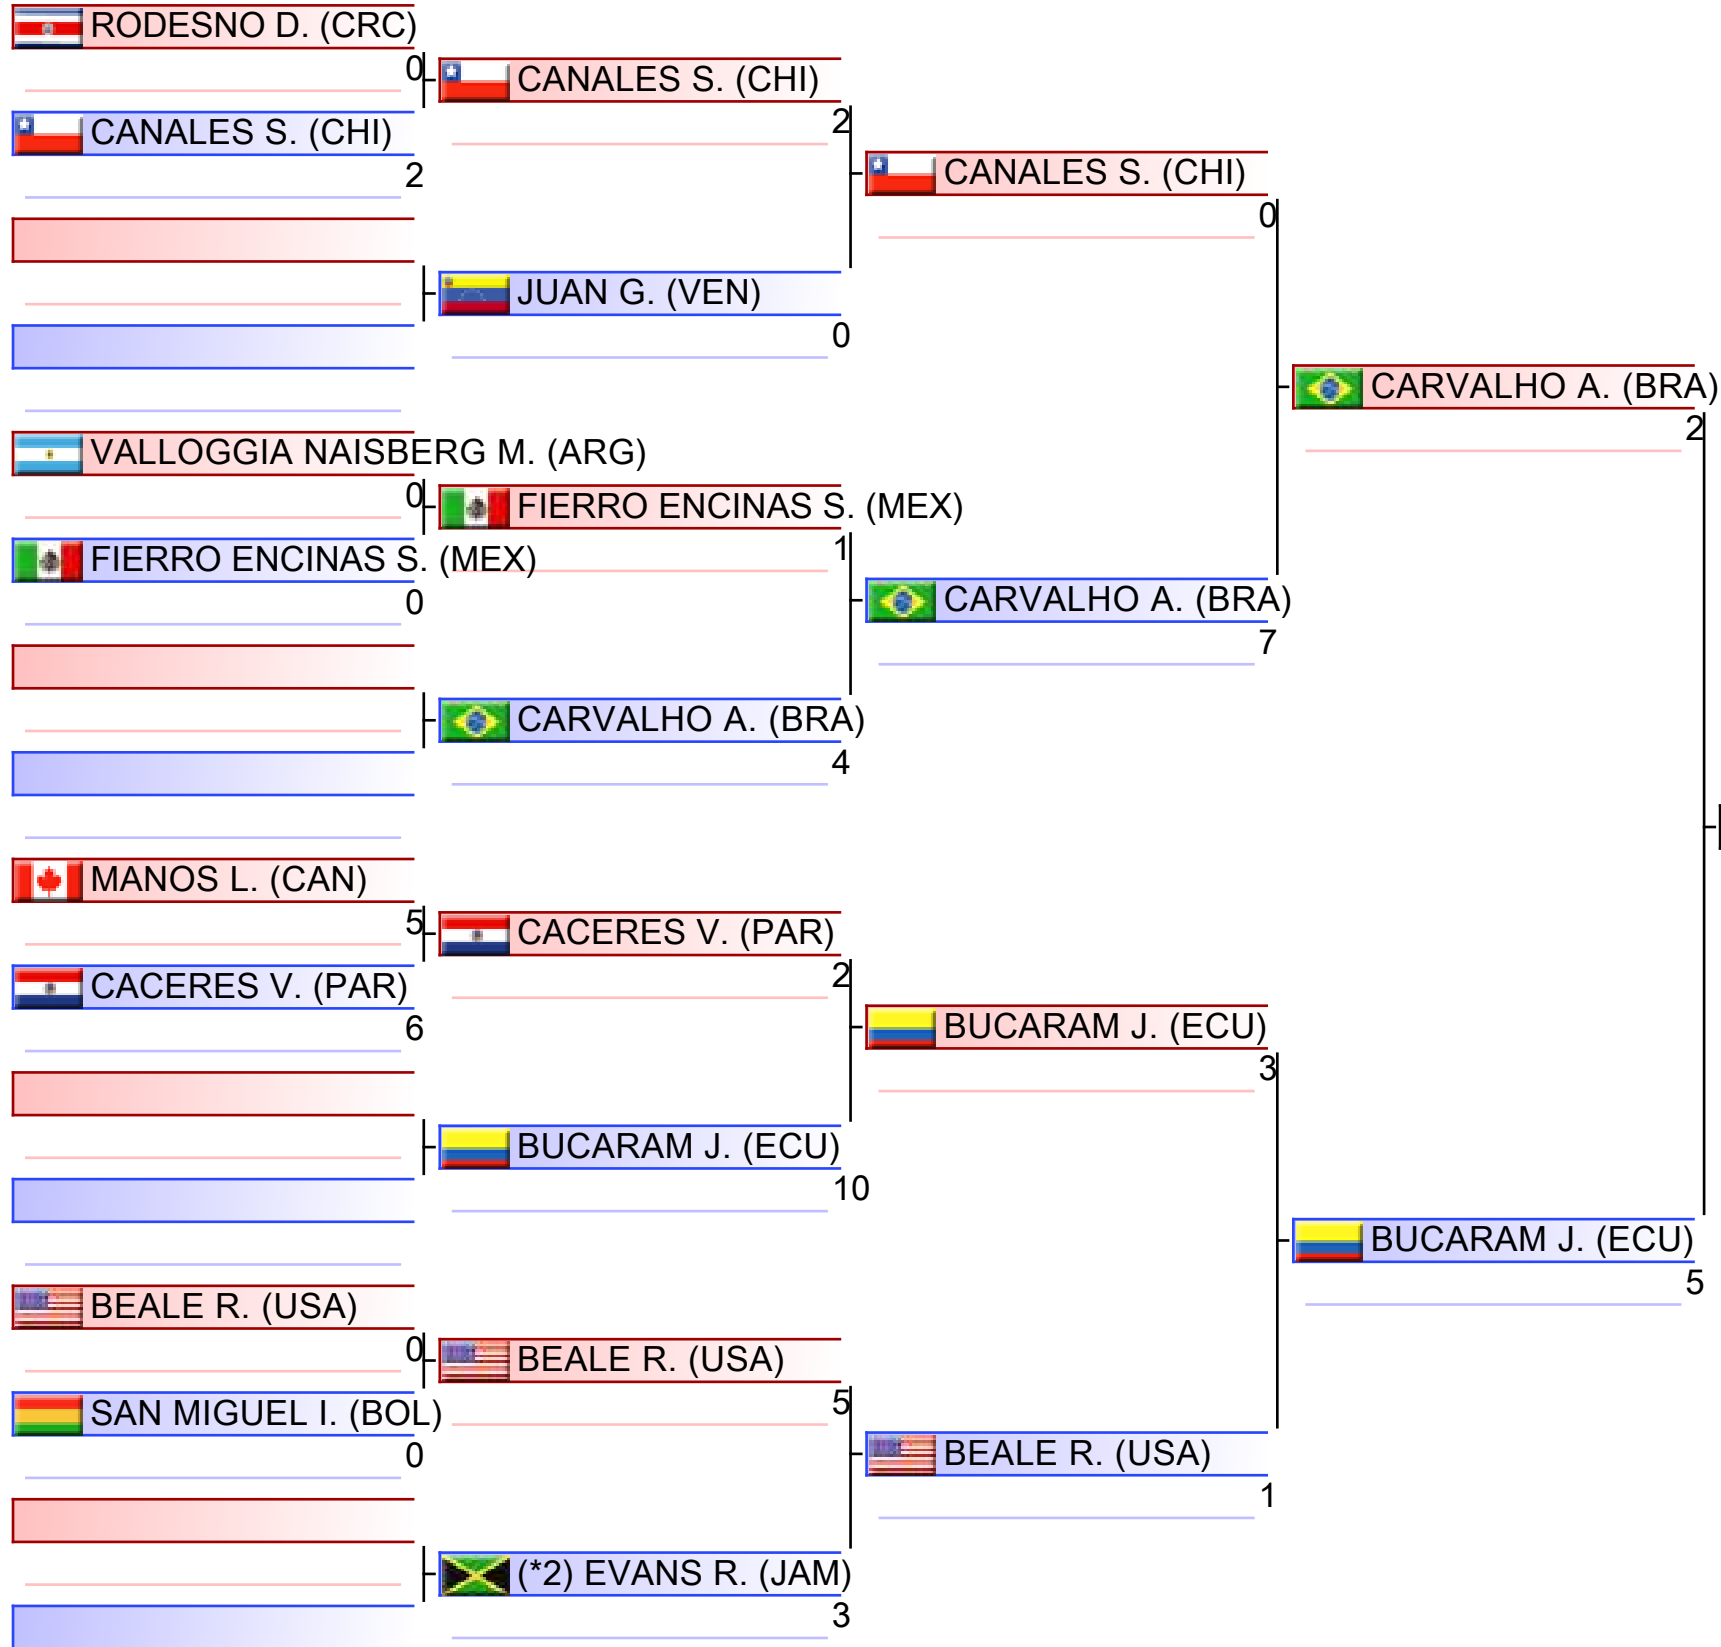 RODESNO D. (CRC)
0
CANALES S. (CHI)
2
VALLOGGIA NAISBERG M. (ARG)
0
FIERRO ENCINAS S. (MEX)
0
MANOS L. (CAN)
5
CACERES V. (PAR)
6
BEALE R. (USA)
0
SAN MIGUEL I. (BOL)
0
CANALES S. (CHI)
2
JUAN G. (VEN)
0
FIERRO ENCINAS S. (MEX)
1
CARVALHO A. (BRA)
4
CACERES V. (PAR)
2
BUCARAM J. (ECU)
10
BEALE R. (USA)
5
(*2) EVANS R. (JAM)
3
CANALES S. (CHI)
0
CARVALHO A. (BRA)
7
BUCARAM J. (ECU)
3
BEALE R. (USA)
1
CARVALHO A. (BRA)
2
BUCARAM J. (ECU)
5